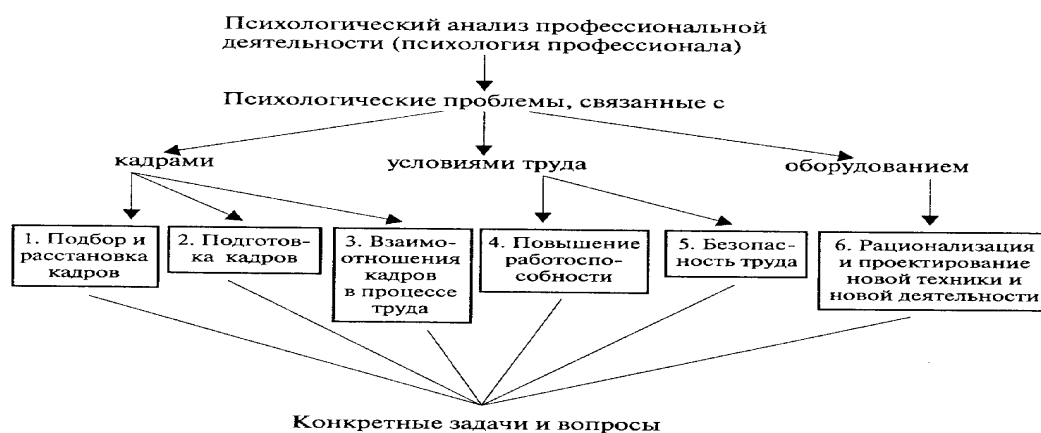 Психологический анализ профессиональной
деятельности (психология профессионала)
Психологические проблемы, связанные с
кадрами
условиями труда
оборудованием
1. Подбор и
расстановка
кадров
2. Подготов-
ка кадров
3. Взаимо-
отношения
кадров
в процессе
труда
4. Повышение
работоспо-
собности
5. Безопас-
ность труда
6. Рационализация
и проектирование
новой техники и
новой деятельности
Конкретные задачи и вопросы